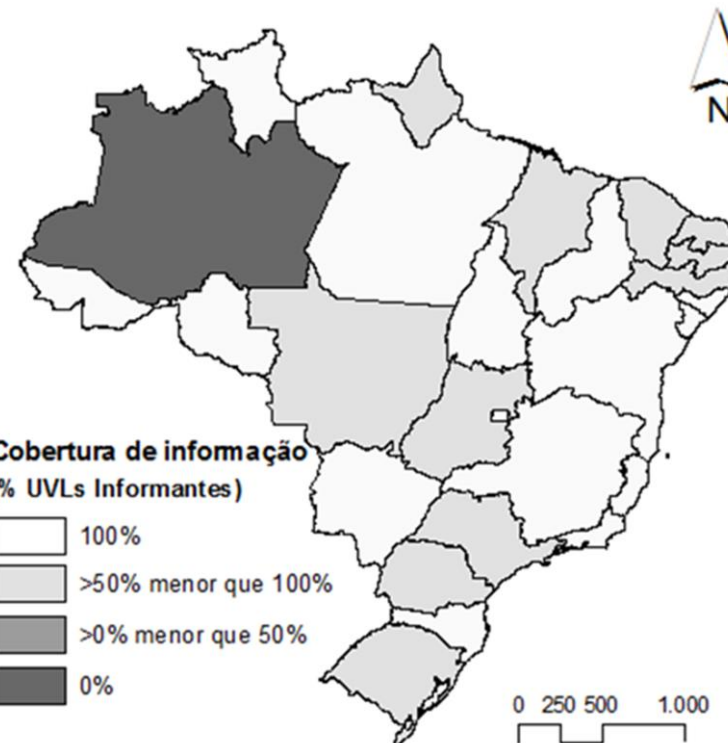 N
Cobertura de informação
% UVLs Informantes)
100%
>50% menor que 100%
>0% menor que 50%
0%
0 250 500 1.000